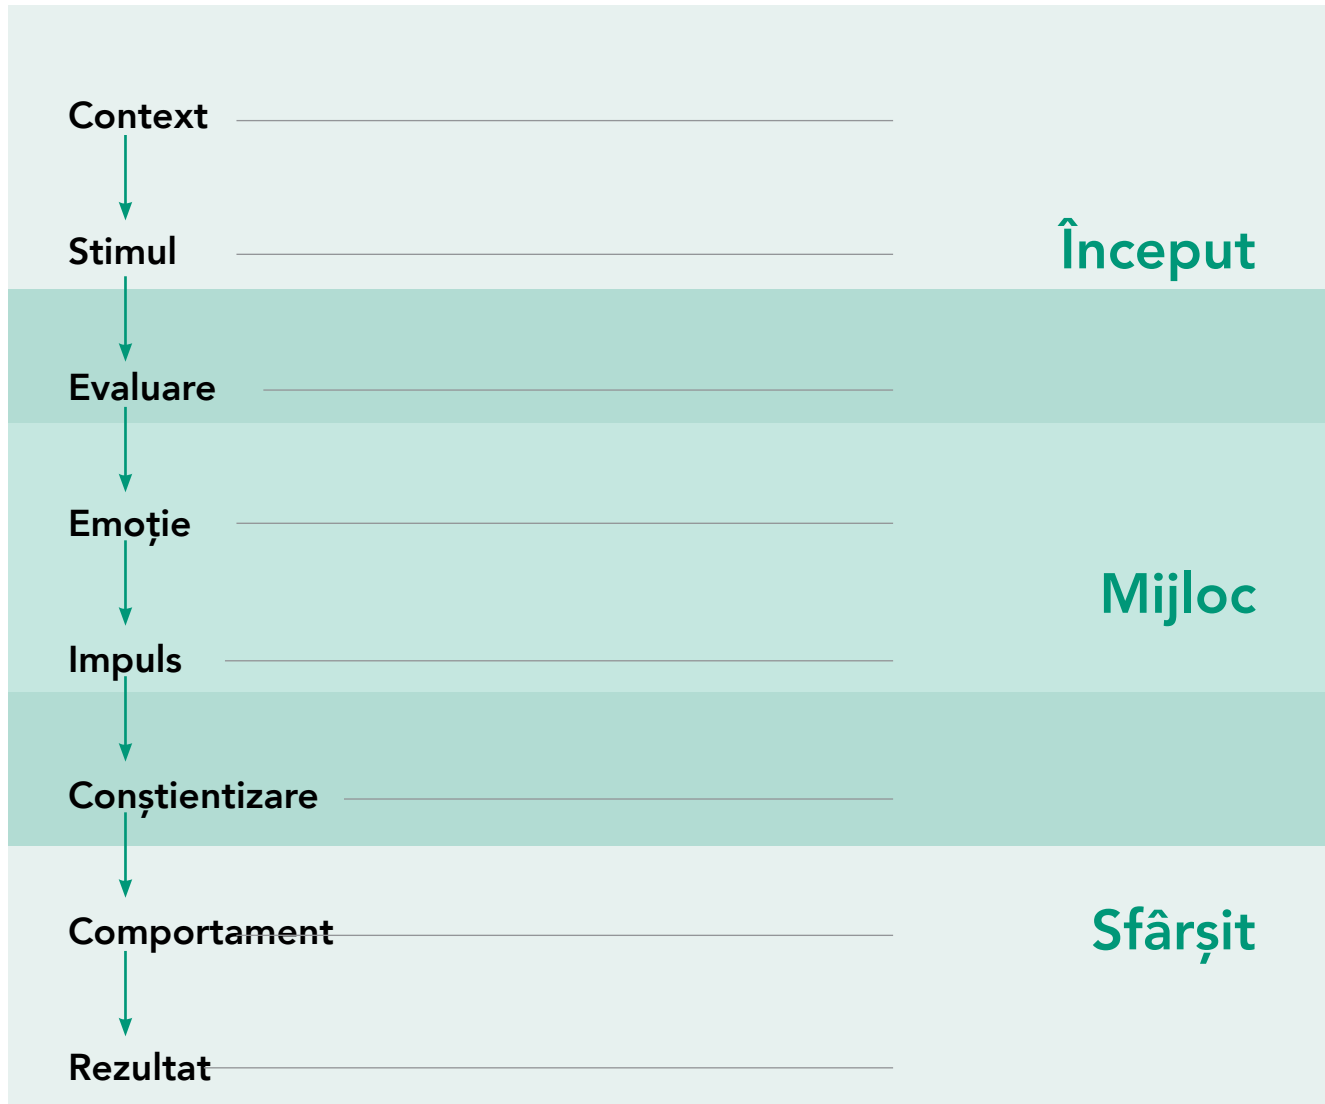 Context
Stimul
Început
Evaluare
Emoție
Mijloc
Impuls
Conștientizare
Comportament
Sfârșit
Rezultat